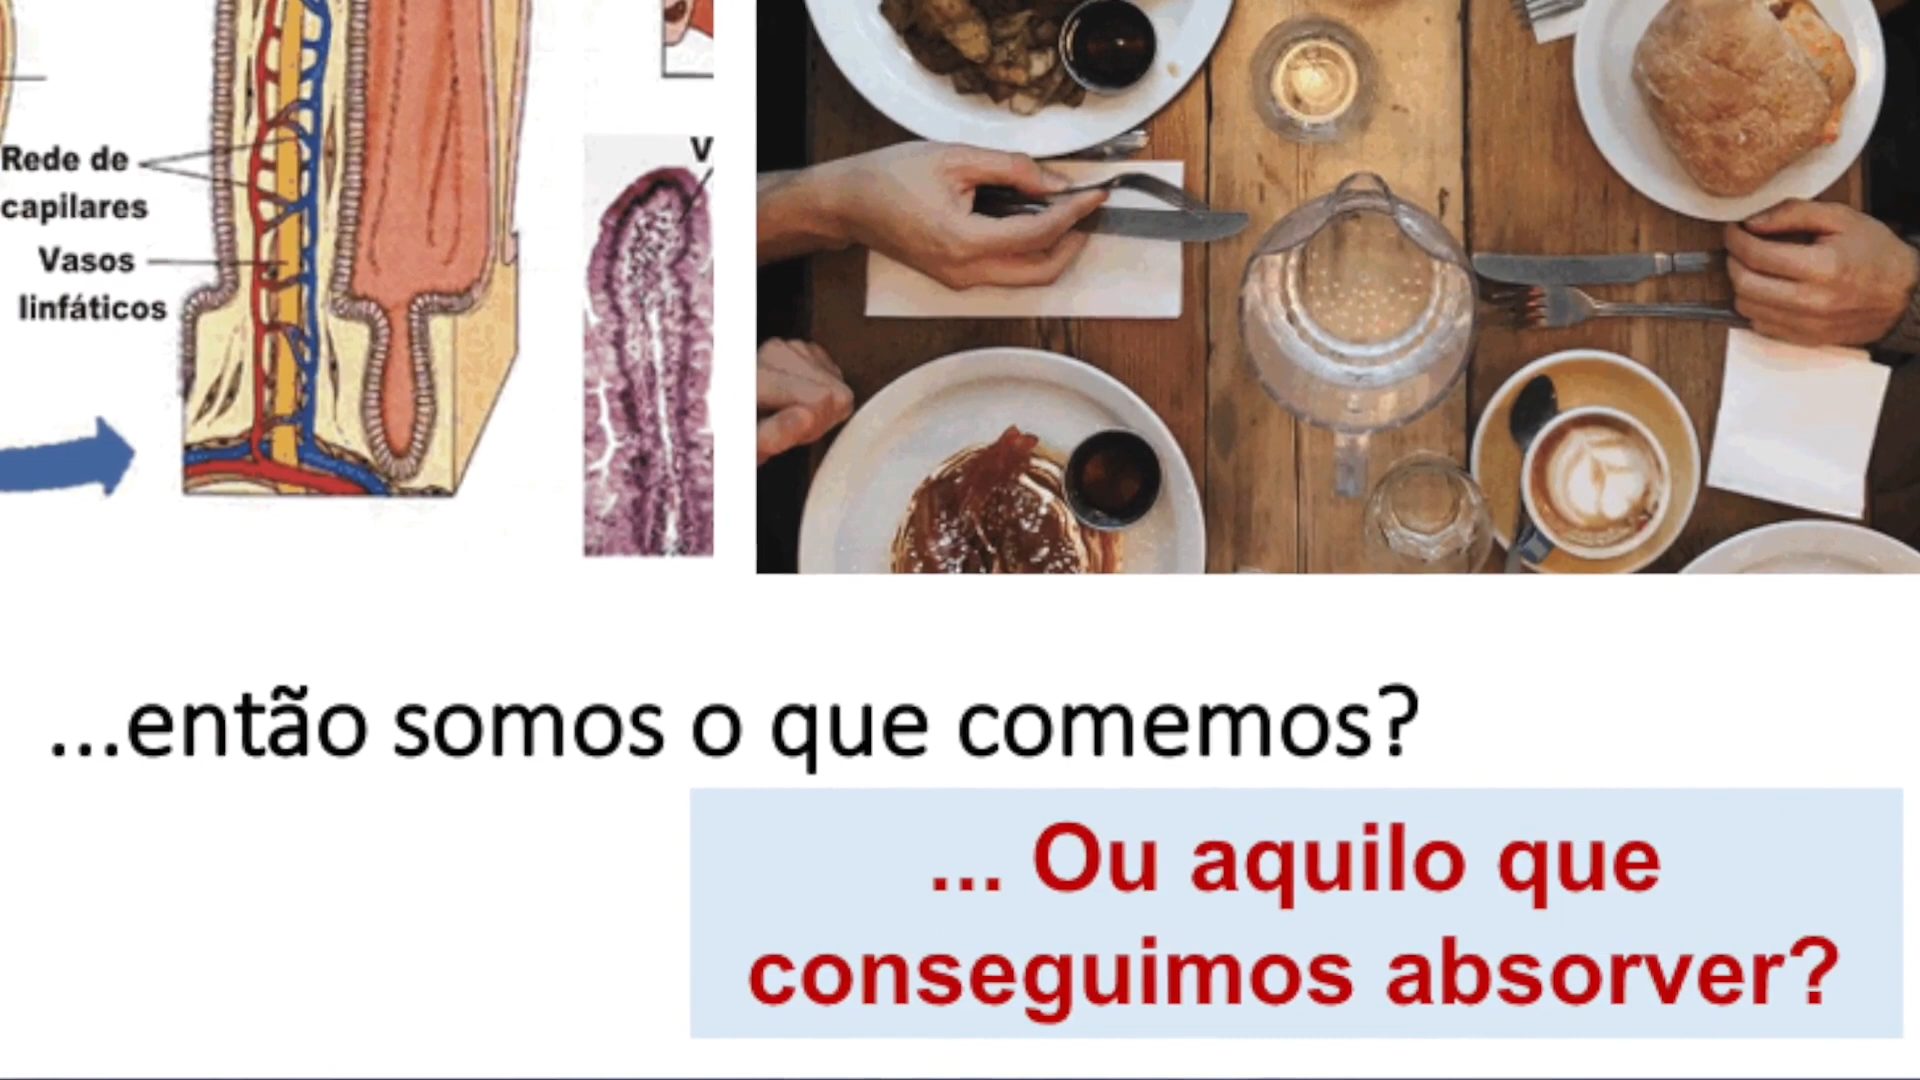 Rede de
capilares
Vasos
linfáticos
V
...então somos o que comemos?
... Ou aquilo que
conseguimos absorver?